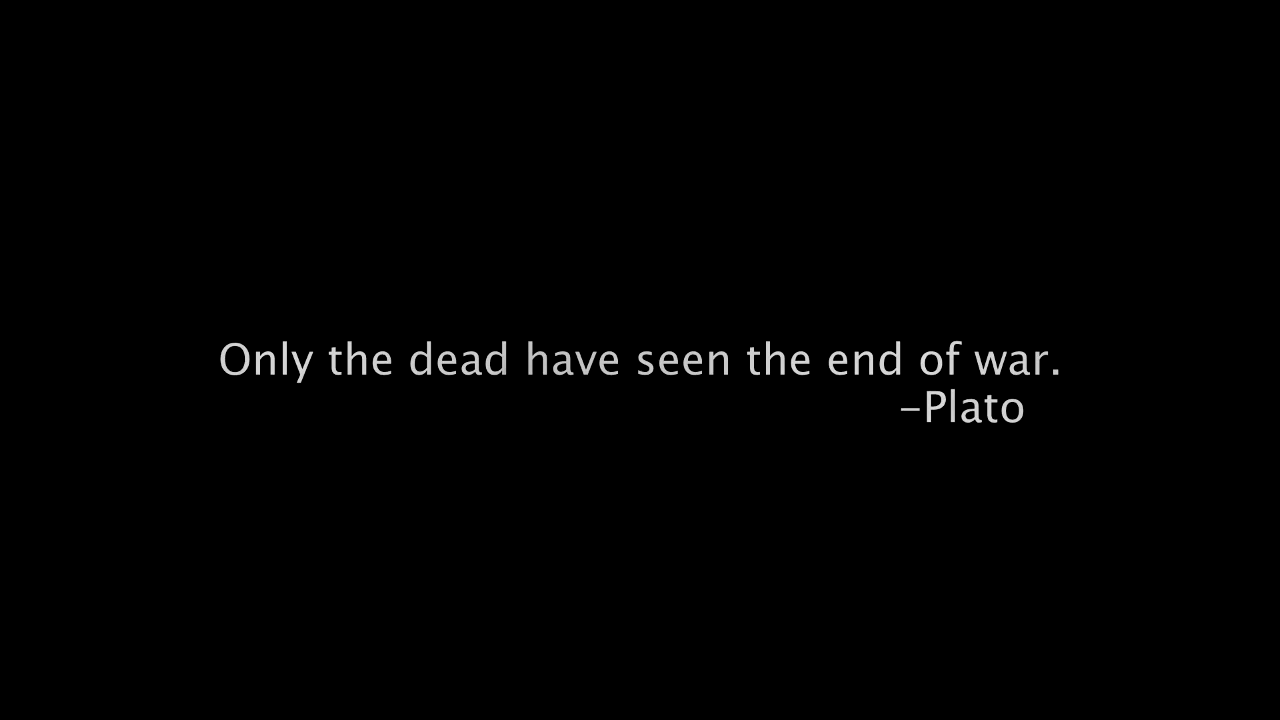 Only the dead have seen the end of war.
–Plato